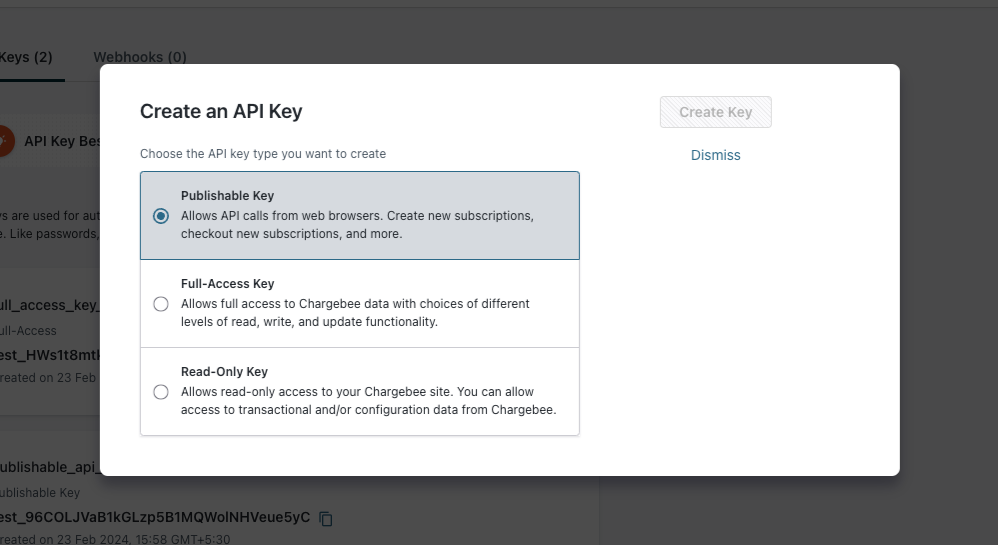 Keys (2)
Webhooks (0)
Create an API Key
Create Key
Dismiss
Choose the API key type you want to create
Publishable Key
Allows API calls from web browsers. Create new subscriptions,
checkout new subscriptions, and more.
Full-Access Key
Allows full access to Chargebee data with choices of different
levels of read, write, and update functionality.
Read-Only Key
Allows read-only access to your Chargebee site. You can allow
access to transactional and/or configuration data from Chargebee.
API Key Bes
ys are used for aut
e. Like passwords,
ull_access_key_
ull-Access
est_HWs1t8mtk
reated on 23 Feb
ublishable_api_
ublishable Key
est_96COLJVaB1kGLzp5B1MQWolNHVeue5yC
reated on 23 Feb 2024, 15:58 GMT+5:30